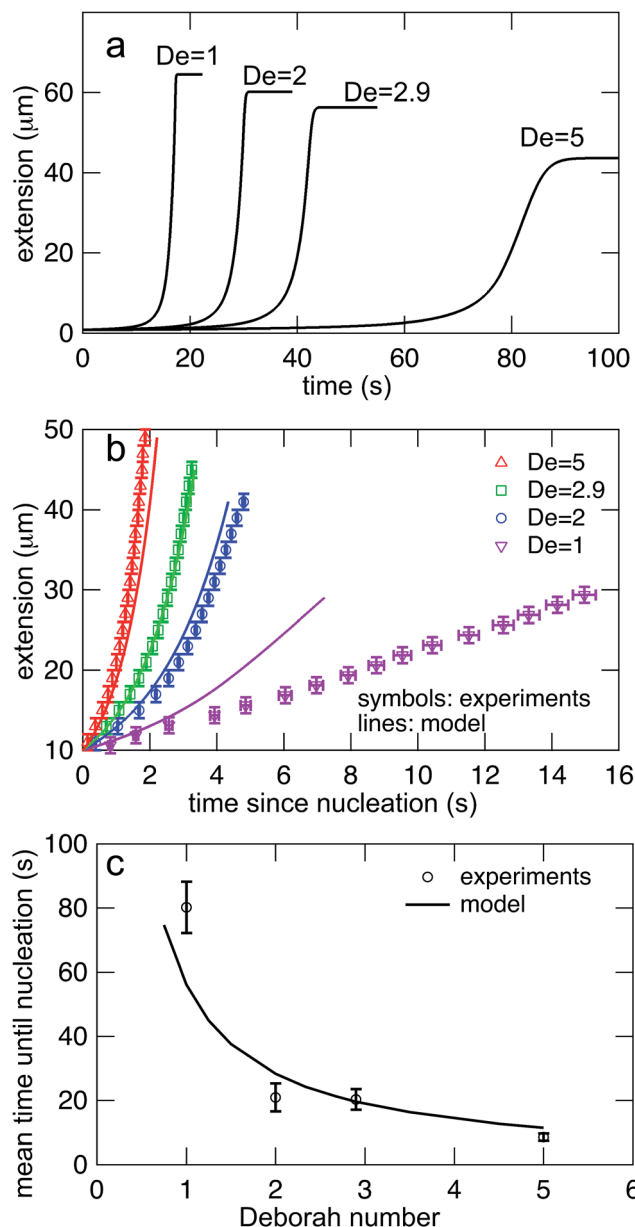 a
De=1
De=2
De=2.9
De=5
extension (μm)
60
40
20
0
0 20 40 60 80 100
time (s)
b
50
40
30
20
10
extension (μm)
De=5
De=2.9
De=2
De=1
symbols: experiments
lines: model
0 2 4 6 8 10 12 14 16
time since nucleation (s)
c
100
80
60
40
20
0
mean time until nucleation (s)
experiments
model
0 1 2 3 4 5 6
Deborah number